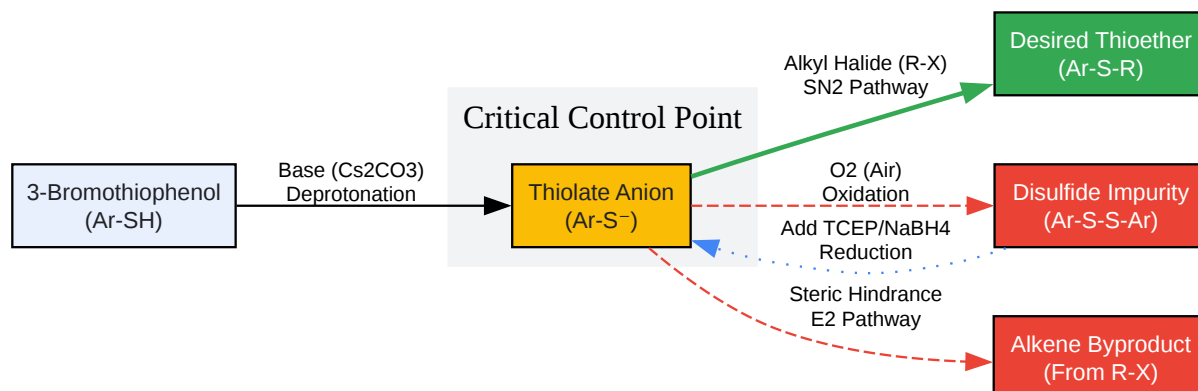 Desired Thioether
(Ar-S-R)
Alkyl Halide (R-X)
SN2 Pathway
Critical Control Point
3-Bromothiophenol
(Ar-SH)
Base (Cs2CO3)
Deprotonation
Thiolate Anion
(Ar-S⁻)
O2 (Air)
Oxidation
Disulfide Impurity
(Ar-S-S-Ar)
Add TCEP/NaBH4
Reduction
Steric Hindrance
E2 Pathway
Alkene Byproduct
(From R-X)